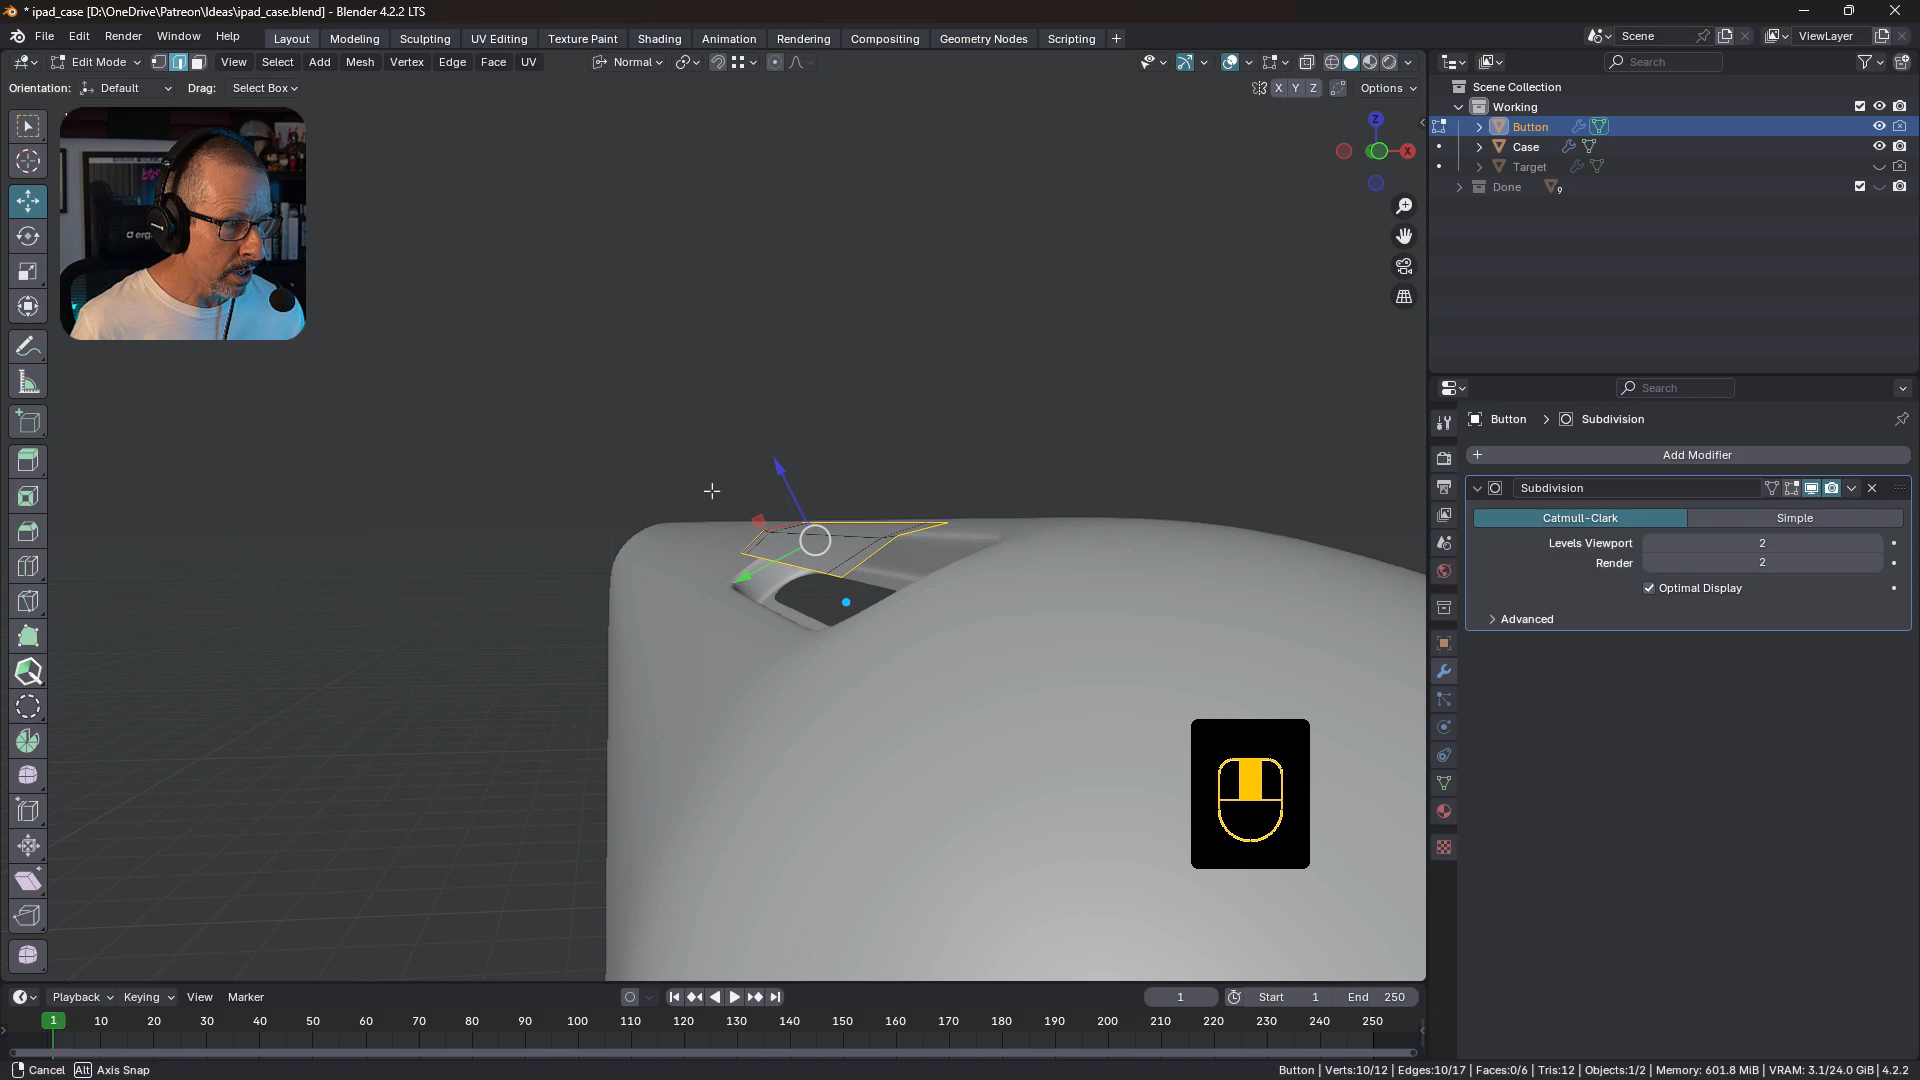 * ipad_case [D:\OneDrive\Patreon\Ideas\ipad_case.blend] - Blender 4.2.2 LTS
File Edit Render Window Help Layout Modeling Sculpting UV Editing Texture Paint Shading Animation Rendering Compositing Geometry Nodes Scripting Scene ViewLayer
Edit Mode View Select Add Mesh Vertex Edge Face UV Normal
Search
Orientation: Default Drag: Select Box X Y Z Options
Scene Collection
Working
Button
Case
Target
Done 9
Z
X
Search
Button > Subdivision
Add Modifier
Subdivision
Catmull-Clark Simple
Levels Viewport 2
Render 2
Optimal Display
Advanced
Playback Keying View Marker 1 Start 1 End 250
1 10 20 30 40 50 60 70 80 90 100 110 120 130 140 150 160 170 180 190 200 210 220 230 240 250
Cancel Alt Axis Snap
Button | Verts:10/12 | Edges:10/17 | Faces:0/6 | Tris:12 | Objects:1/2 | Memory: 601.8 MiB | VRAM: 3.1/24.0 GiB | 4.2.2